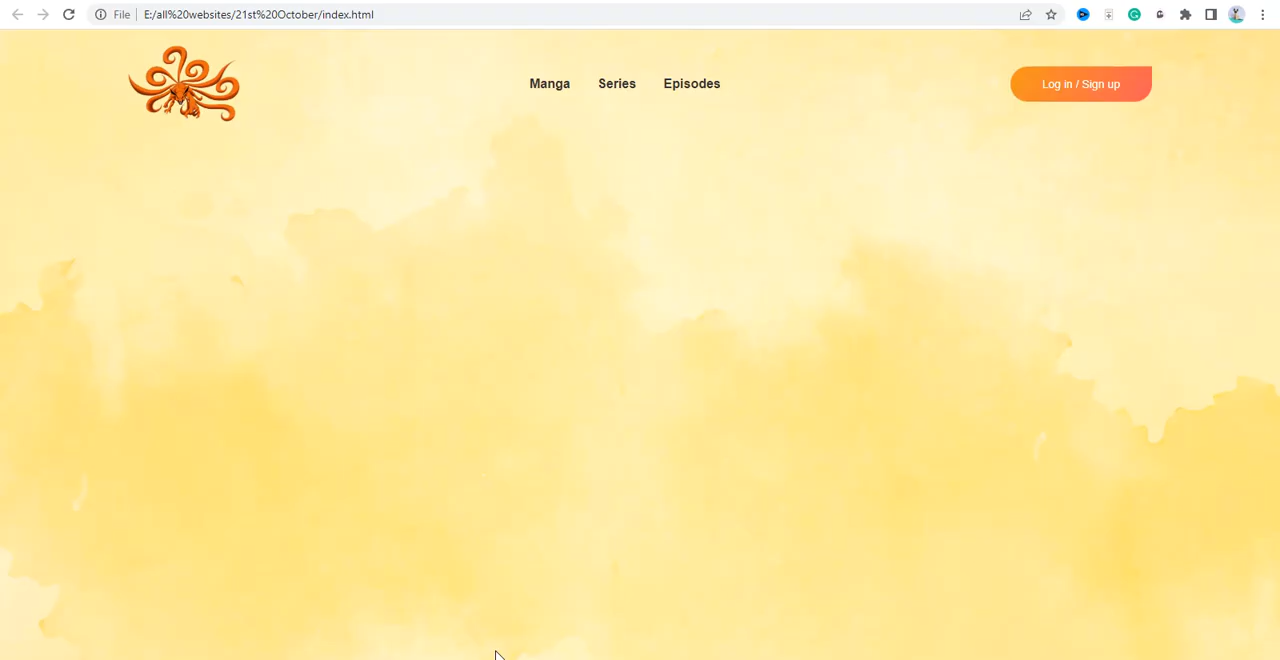 File
E:/all%20websites/21st%20October/index.html
Manga Series Episodes
Log in / Sign up